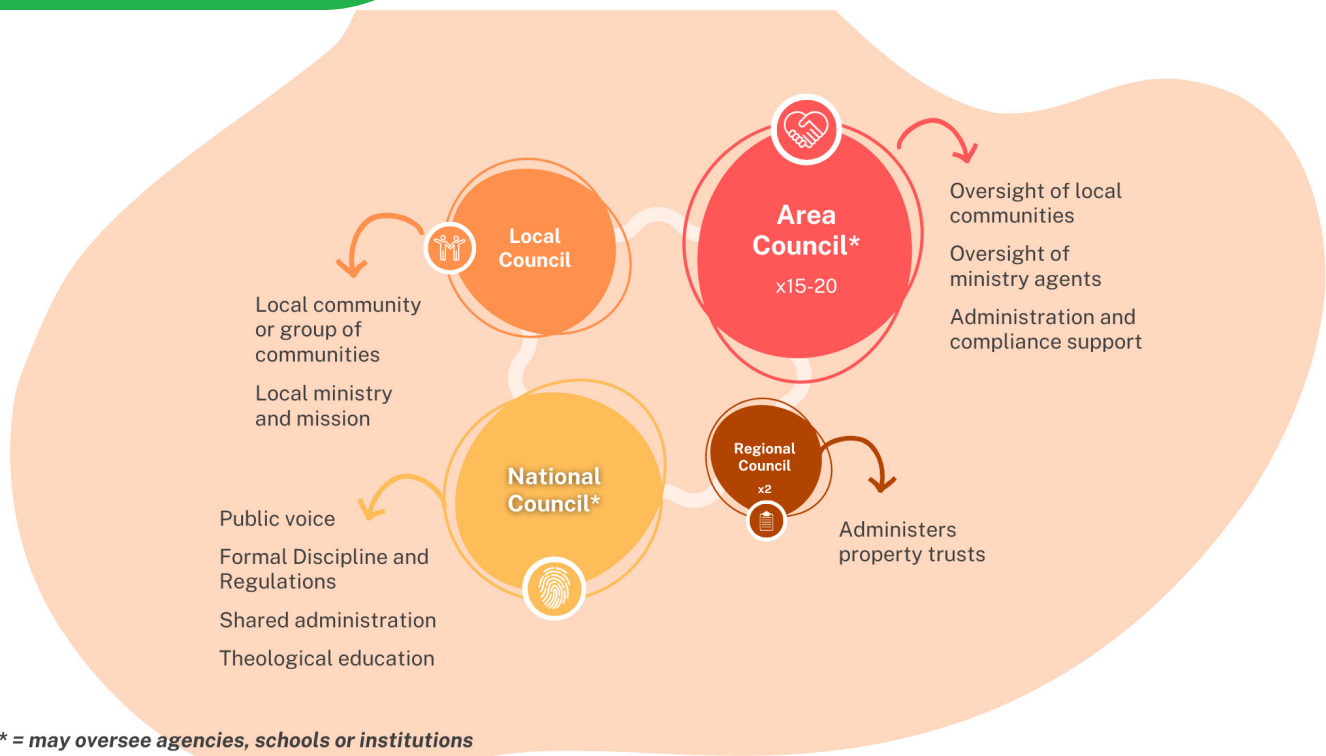 Local
Council
Local community
or group of
communities
Local ministry
and mission
Area
Council*
x15-20
Oversight of local
communities
Oversight of
ministry agents
Administration and
compliance support
National
Council*
Public voice
Formal Discipline and
Regulations
Shared administration
Theological education
Regional
Council
x2
Administers
property trusts
* = may oversee agencies, schools or institutions